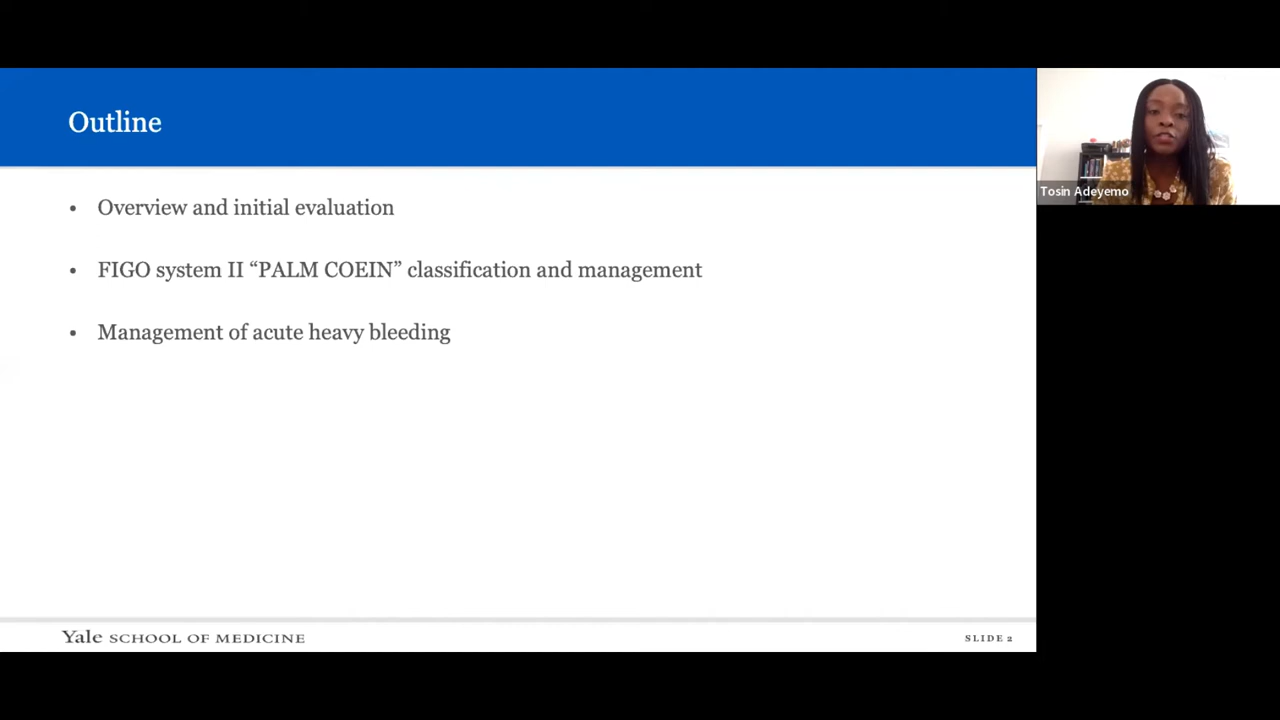 Outline
• Overview and initial evaluation
• FIGO system II “PALM COEIN” classification and management
• Management of acute heavy bleeding
Yale SCHOOL OF MEDICINE
SLIDE 2
Tosin Adeyemo